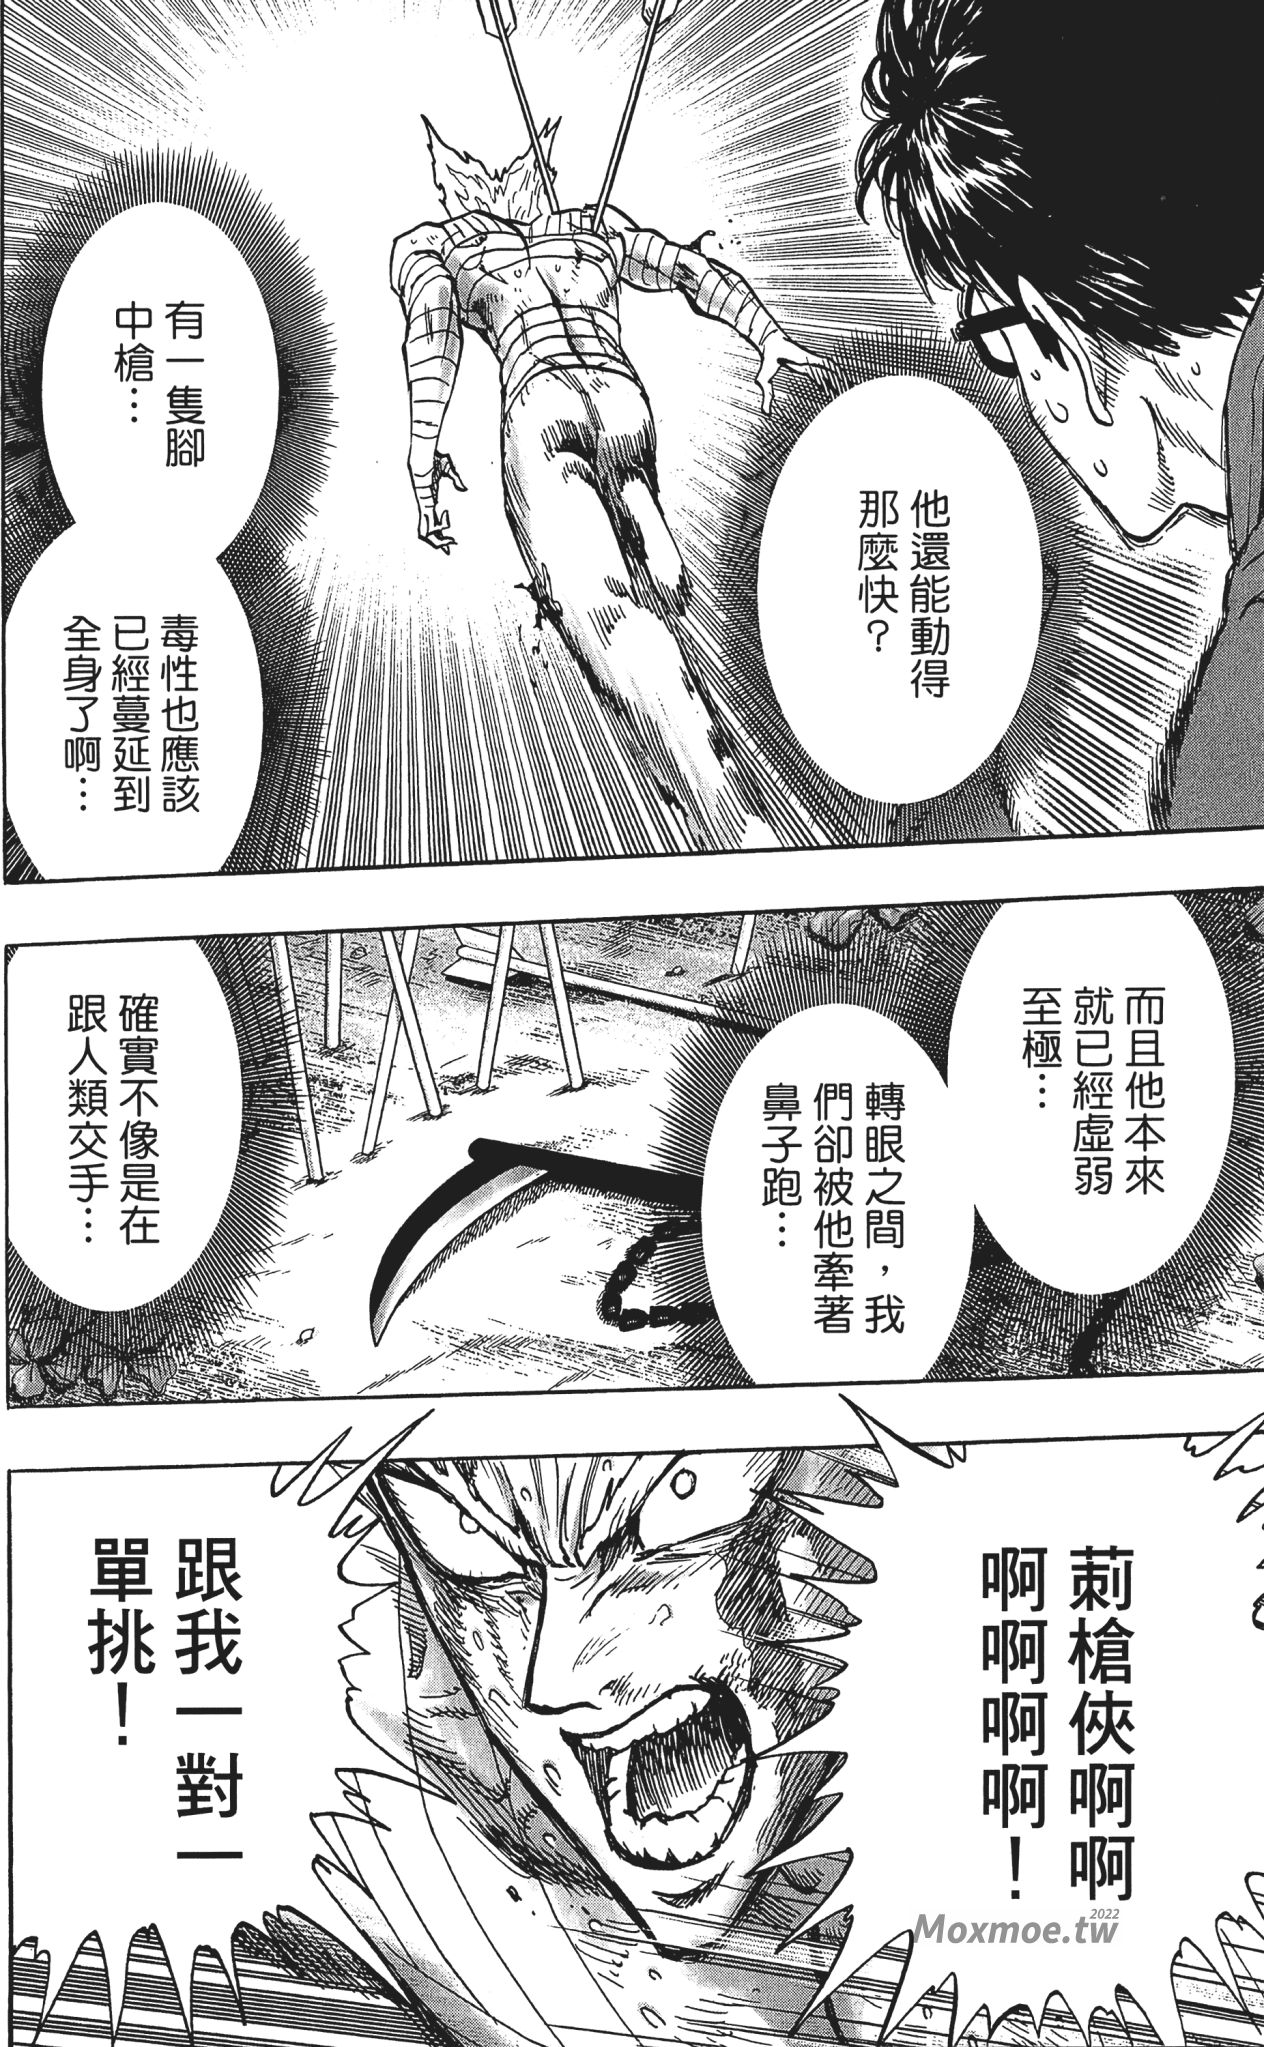 他還能動得
那麼快？
有一隻腳
中槍…
毒性也應該
已經蔓延到
全身了啊…
而且他本來
就已經虛弱
至極…
轉眼之間，我
們卻被他牽著
鼻子跑…
確實不像是在
跟人類交手…
莿槍俠啊啊
啊啊啊啊！
跟我一對一
單挑！
Moxmoe.tw 2022